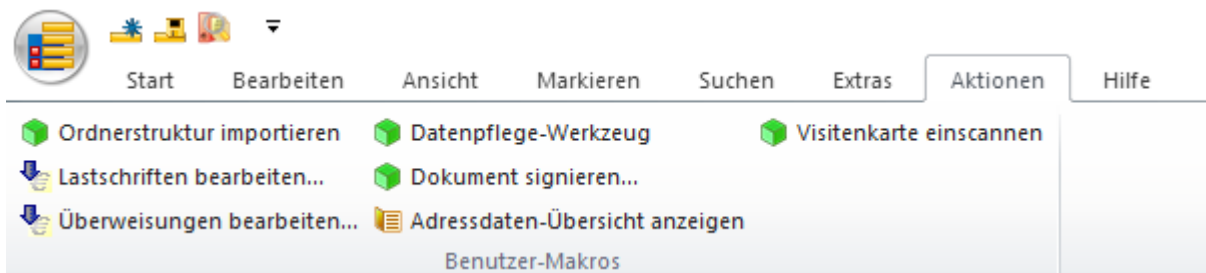 Start Bearbeiten Ansicht Markieren Suchen Extras Aktionen Hilfe
Ordnerstruktur importieren Datenpflege-Werkzeug Visitenkarte einscannen
Lastschriften bearbeiten... Dokument signieren...
Überweisungen bearbeiten... Adressdaten-Übersicht anzeigen
Benutzer-Makros